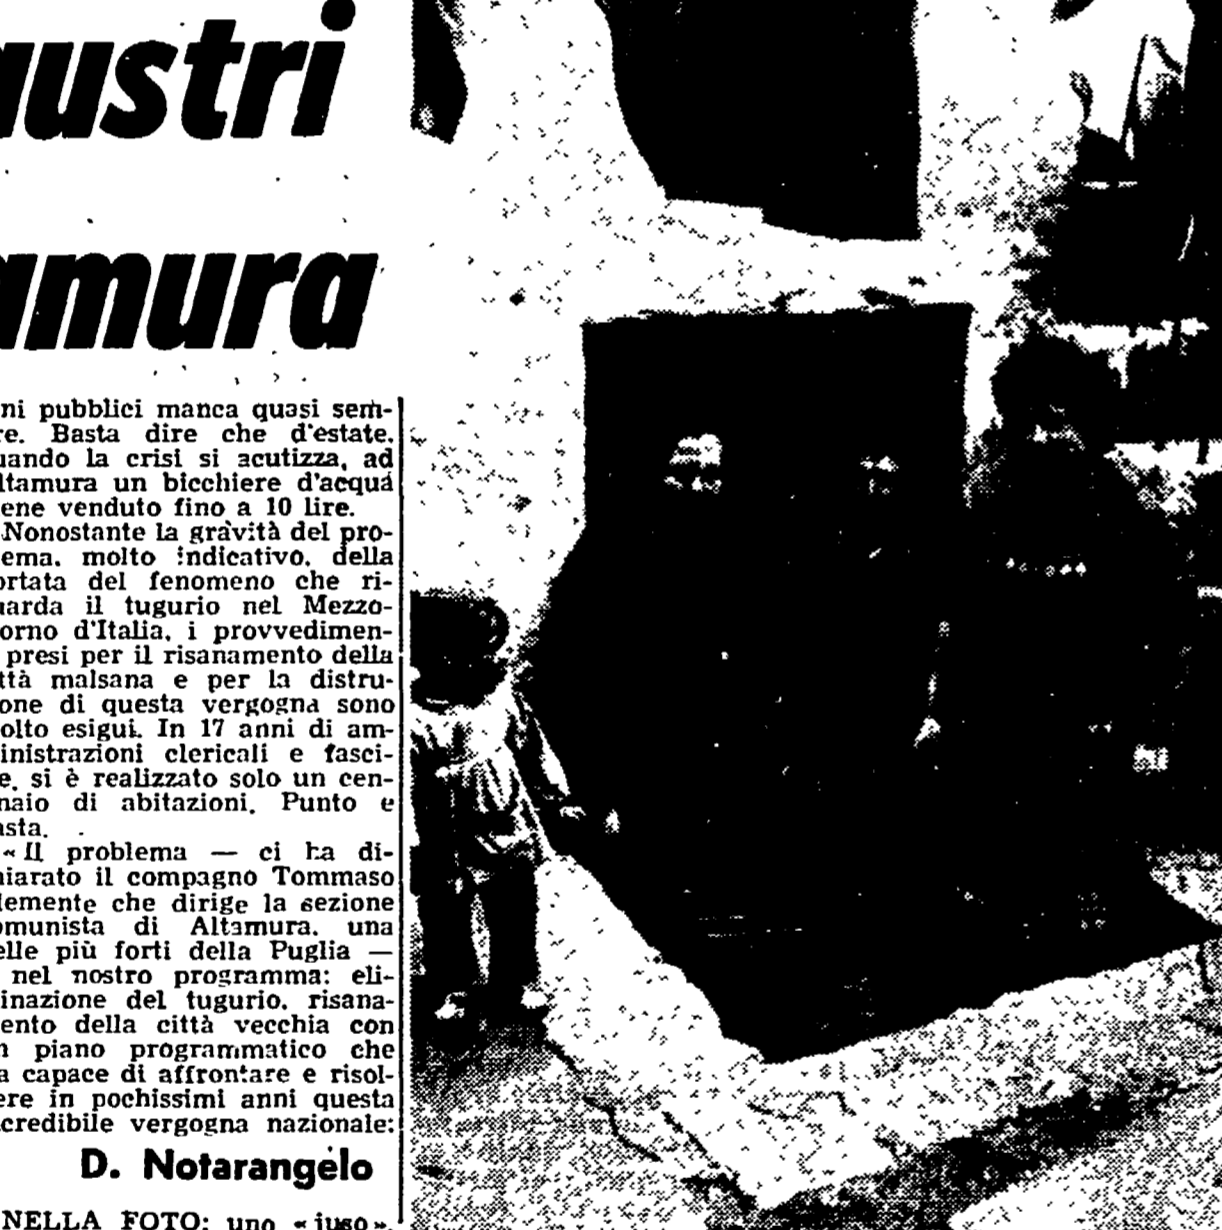 austri
amura
ni pubblici manca quasi sem-
re. Basta dire che d'estate,
uando la crisi si acutizza, ad
ltamura un bicchiere d'acqua
ene venduto fino a 10 lire.
Nonostante la gravità del pro-
ema, molto indicativo, della
ortata del fenomeno che ri-
uarda il tugurio nel Mezzo-
orno d'Italia, i provvedimen-
presi per il risanamento della
ttà malsana e per la distru-
one di questa vergogna sono
olto esigui. In 17 anni di am-
inistrazioni clericali e fasci-
e, si è realizzato solo un cen-
naio di abitazioni. Punto e
asta.
«Il problema — ci ha di-
hiarato il compagno Tommaso
lemente che dirige la sezione
omunista di Altamura, una
elle più forti della Puglia —
nel nostro programma: eli-
inazione del tugurio, risana-
ento della città vecchia con
n piano programmatico che
a capace di affrontare e risol-
ere in pochissimi anni questa
credibile vergogna nazionale:
D. Notarangelo
NELLA FOTO: uno «juso».